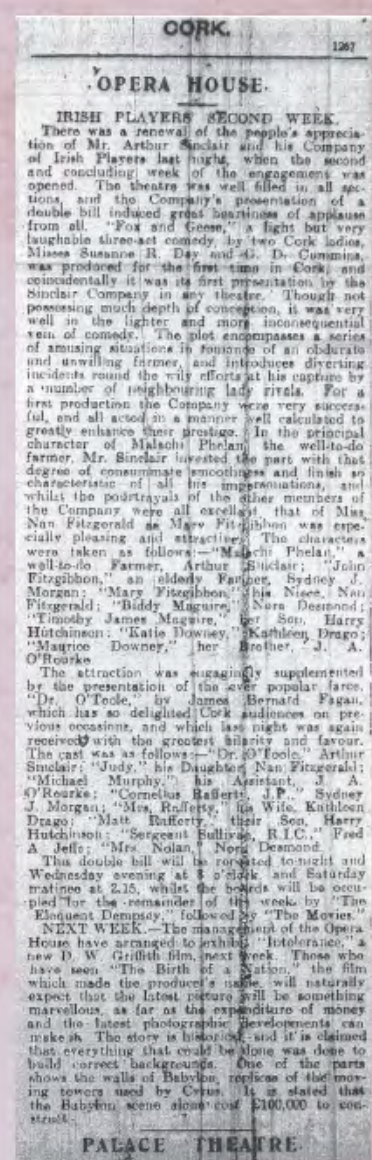 CORK.
1267
OPERA HOUSE.
IRISH PLAYERS' SECOND WEEK.
There was a renewal of the people's apprecia-
tion of Mr. Arthur Sinclair and his Company
of Irish Players last night, when the second
and concluding week of the engagement was
opened. The theatre was well filled in all sec-
tions, and the Company's presentation of a
double bill induced great heartiness of applause
from all. "Fox and Geese," a light but very
laughable three-act comedy, by two Cork ladies,
Misses Susanne R. Day and G. D. Cummins,
was produced for the first time in Cork, and
coincidentally it was its first presentation by the
Sinclair Company in any theatre. Though not
possessing much depth of conception, it was very
well in the lighter and more inconsequential
vein of comedy. The plot encompasses a series
of amusing situations in romance of an obdurate
and unwilling farmer, and introduces diverting
incidents round the wily efforts at his capture by
a number of neighbouring lady rivals. For a
first production the Company were very success-
ful, and all acted in a manner well calculated to
greatly enhance their prestige. In the principal
character of Malachi Phelan, the well-to-do
farmer, Mr. Sinclair invested the part with that
degree of consummate smoothness and finish so
characteristic of all his impersonations, and
whilst the pourtrayals of the other members of
the Company were all excellent, that of Miss
Nan Fitzgerald as Mary Fitzgibbon was espe-
cially pleasing and attractive. The characters
were taken as follows:—"Malachi Phelan," a
well-to-do Farmer, Arthur Sinclair; "John
Fitzgibbon," an elderly Farmer, Sydney J.
Morgan; "Mary Fitzgibbon," his Niece, Nan
Fitzgerald; "Biddy Maguire," Nora Desmond;
"Timothy James Maguire," her Son, Harry
Hutchinson; "Katie Downey," Kathleen Drago;
"Maurice Downey," her Brother, J. A.
O'Rourke
The attraction was engagingly supplemented
by the presentation of the ever popular farce,
"Dr. O'Toole," by James Bernard Fagan,
which has so delighted Cork audiences on pre-
vious occasions, and which last night was again
received with the greatest hilarity and favour.
The cast was as follows:—"Dr. O'Toole," Arthur
Sinclair; "Judy," his Daughter, Nan Fitzgerald;
"Michael Murphy," his Assistant, J. A.
O'Rourke; "Cornelius Rafferty, J.P.," Sydney
J. Morgan; "Mrs. Rafferty," his Wife, Kathleen
Drago; "Matt Rafferty," their Son, Harry
Hutchinson; "Sergeant Sullivan, R.I.C.," Fred
A Jeffs; "Mrs Nolan," Nora Desmond.
This double bill will be repeated to-night and
Wednesday evening at 8 o'clock, and Saturday
matinee at 2.15, whilst the boards will be occu-
pied for the remainder of the week by "The
Eloquent Dempsey," followed by "The Movies."
NEXT WEEK.—The management of the Opera
House have arranged to exhibit "Intolerance," a
new D. W. Griffith film, next week. Those who
have seen "The Birth of a Nation," the film
which made the producer's name, will naturally
expect that the latest picture will be something
marvellous, as far as the expenditure of money
and the latest photographic developments can
make it. The story is historical, and it is claimed
that everything that could be done was done to
build correct backgrounds. One of the parts
shows the walls of Babylon, replicas of the mov-
ing towers used by Cyrus. It is stated that
the Babylon scene alone cost £100,000 to con-
struct.
PALACE THEATRE.